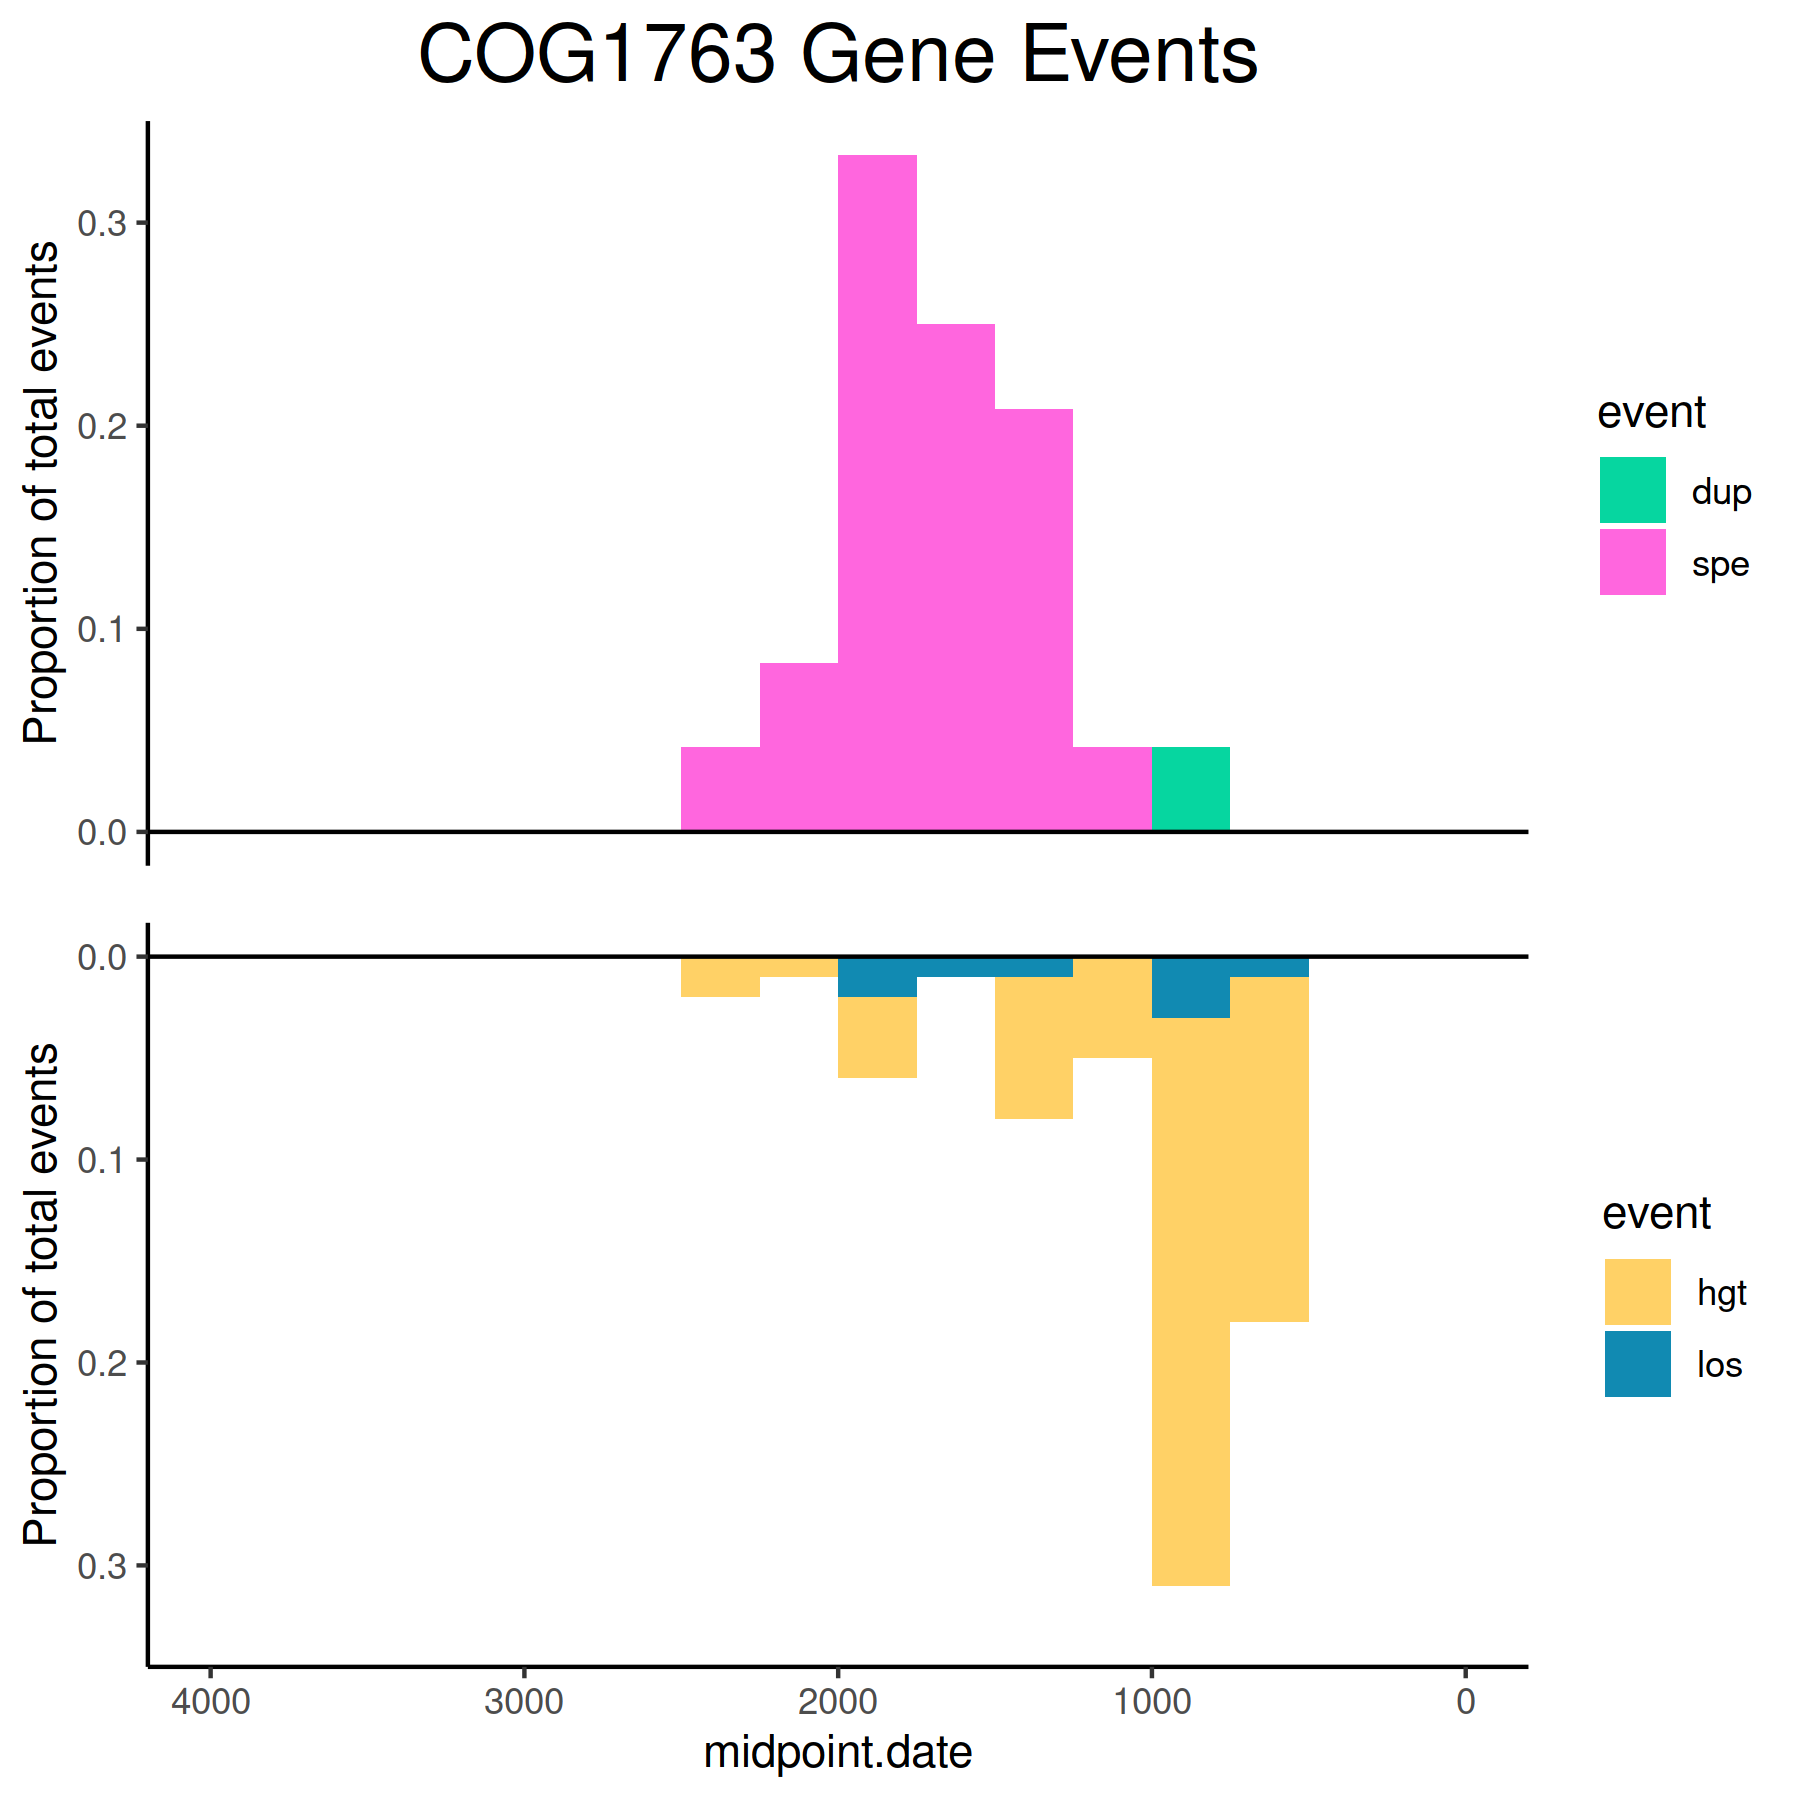 COG1763 Gene Events
Proportion of total events
0.3
0.2
0.1
0.0
event
dup
spe
Proportion of total events
0.0
0.1
0.2
0.3
event
hgt
los
4000 3000 2000 1000 0
midpoint.date